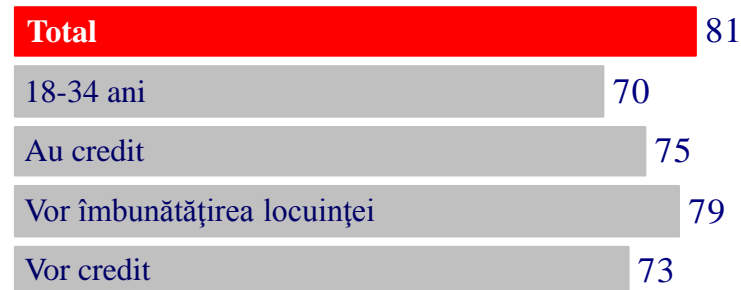 Total 81
18-34 ani 70
Au credit 75
Vor îmbunătăţirea locuinţei 79
Vor credit 73